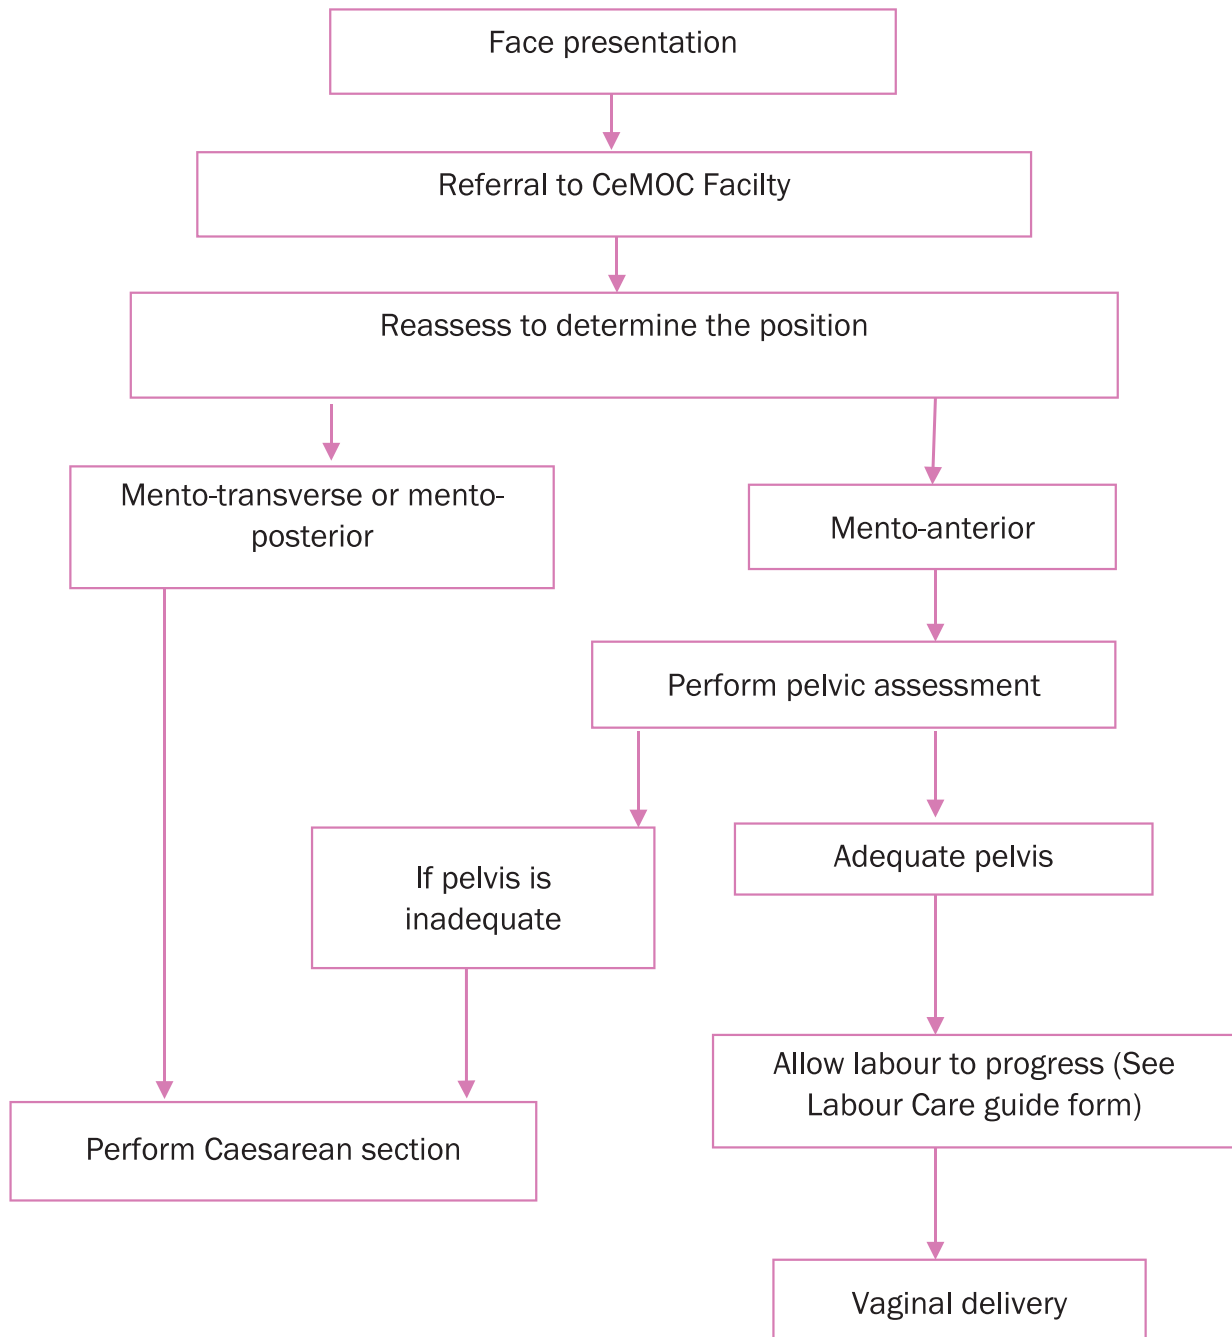 Face presentation
Referral to CeMOC Facilty
Reassess to determine the position
Mento-transverse or mento-
posterior
Mento-anterior
Perform pelvic assessment
If pelvis is
inadequate
Adequate pelvis
Allow labour to progress (See
Labour Care guide form)
Perform Caesarean section
Vaginal delivery